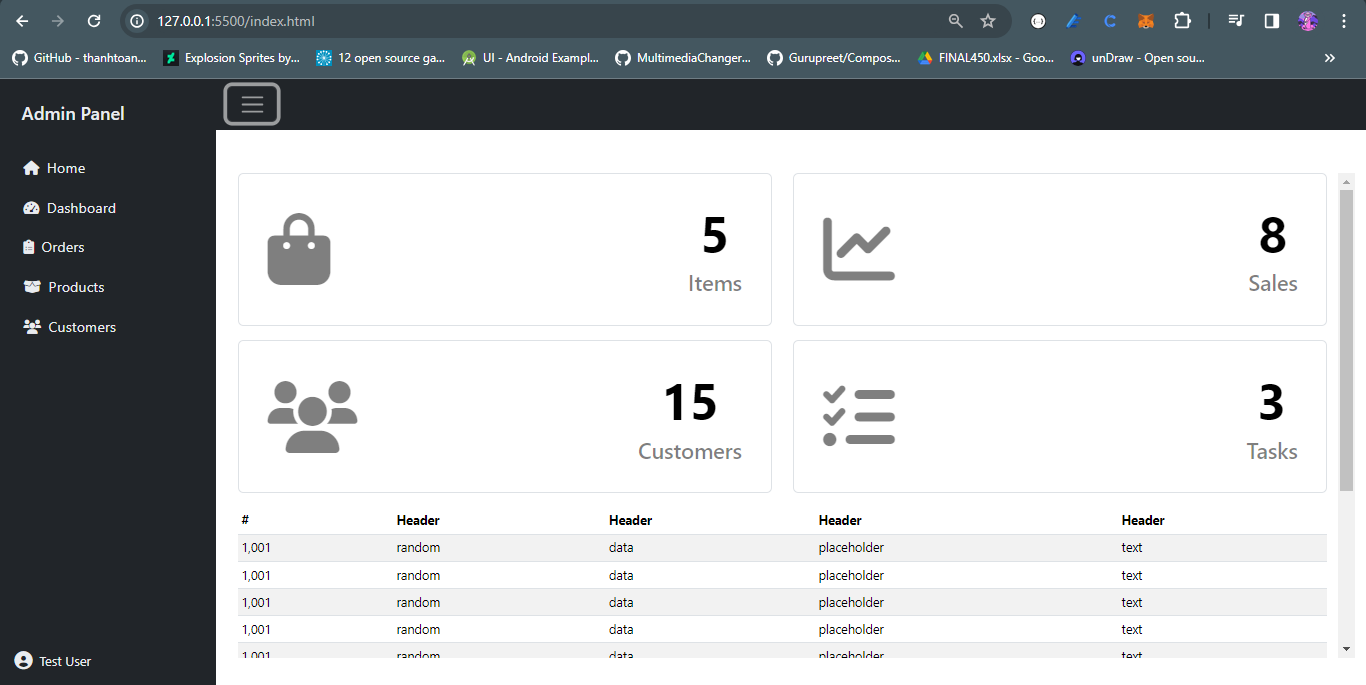 127.0.0.1:5500/index.html
GitHub - thanhtoan... Explosion Sprites by... 12 open source ga... UI - Android Exampl... MultimediaChanger... Gurupreet/Compos... FINAL450.xlsx - Goo... unDraw - Open sou... »
Admin Panel
Home
Dashboard
Orders
Products
Customers
Test User
5
Items
8
Sales
15
Customers
3
Tasks
# Header Header Header Header
1,001 random data placeholder text
1,001 random data placeholder text
1,001 random data placeholder text
1,001 random data placeholder text
1,001 random data placeholder text